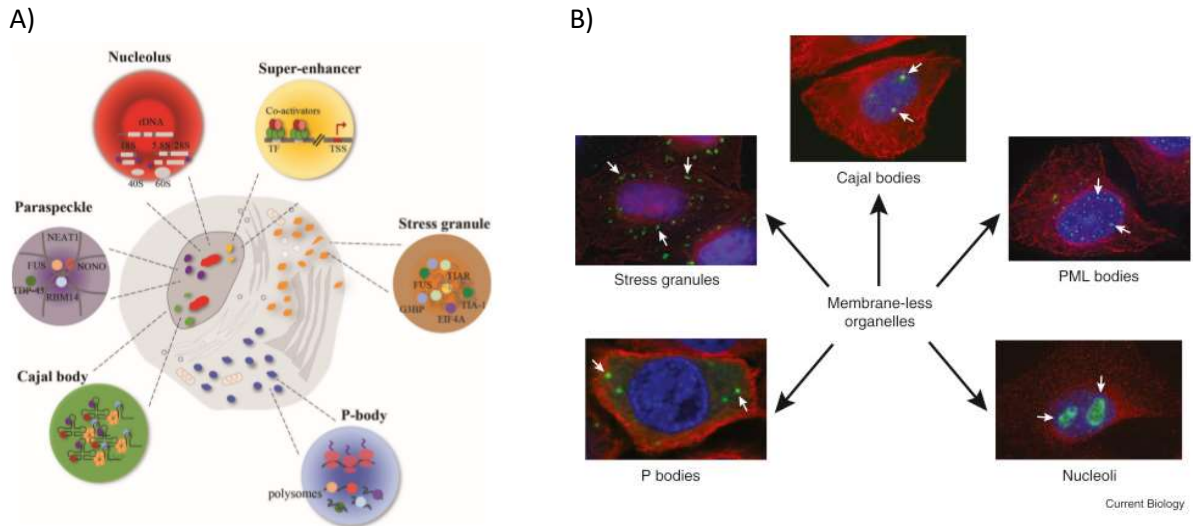 A)
Nucleolus
rDNA
18S 5.8S 28S
40S 60S
Super-enhancer
Co-activators
TF TSS
Paraspeckle
NEAT1
FUS NONO
TDP-43
RBM14
Stress granule
TIAR
FUS
G3BP TIA-1
EIF4A
Cajal body
P-body
polysomes
B)
Cajal bodies
Stress granules
PML bodies
Membrane-less
organelles
P bodies
Nucleoli
Current Biology